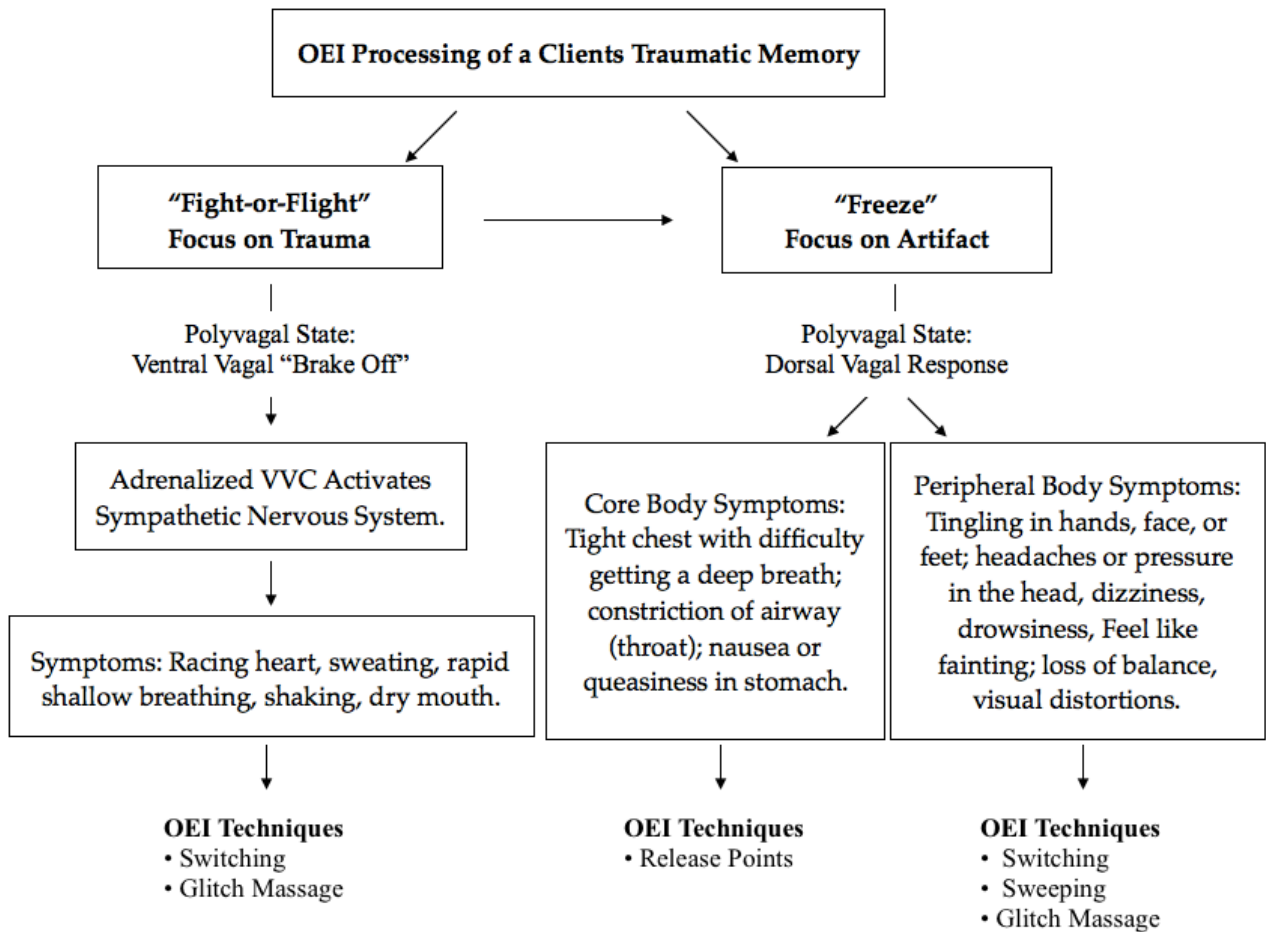 OEI Processing of a Clients Traumatic Memory
“Fight-or-Flight”
Focus on Trauma
“Freeze”
Focus on Artifact
Polyvagal State:
Ventral Vagal “Brake Off”
Polyvagal State:
Dorsal Vagal Response
Adrenalized VVC Activates
Sympathetic Nervous System.
Symptoms: Racing heart, sweating, rapid
shallow breathing, shaking, dry mouth.
Core Body Symptoms:
Tight chest with difficulty
getting a deep breath;
constriction of airway
(throat); nausea or
queasiness in stomach.
Peripheral Body Symptoms:
Tingling in hands, face, or
feet; headaches or pressure
in the head, dizziness,
drowsiness, Feel like
fainting; loss of balance,
visual distortions.
OEI Techniques
• Switching
• Glitch Massage
OEI Techniques
• Release Points
OEI Techniques
• Switching
• Sweeping
• Glitch Massage